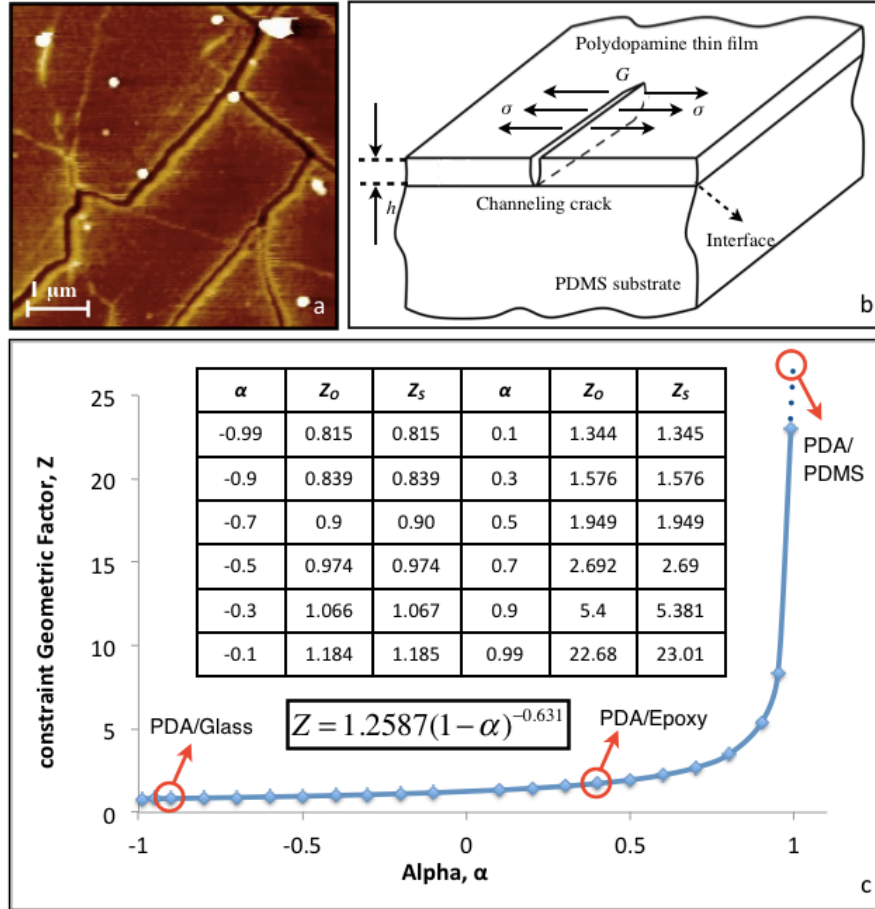 1 μm
a
Polydopamine thin film
G
σ
σ
h
Channeling crack
Interface
PDMS substrate
b
constraint Geometric Factor, Z
25
20
15
10
5
0
α Z_O Z_S α Z_O Z_S
-0.99 0.815 0.815 0.1 1.344 1.345
-0.9 0.839 0.839 0.3 1.576 1.576
-0.7 0.9 0.90 0.5 1.949 1.949
-0.5 0.974 0.974 0.7 2.692 2.69
-0.3 1.066 1.067 0.9 5.4 5.381
-0.1 1.184 1.185 0.99 22.68 23.01
PDA/
PDMS
PDA/Glass
Z = 1.2587(1−α)^{−0.631}
PDA/Epoxy
-1 -0.5 0 0.5 1
Alpha, α
c